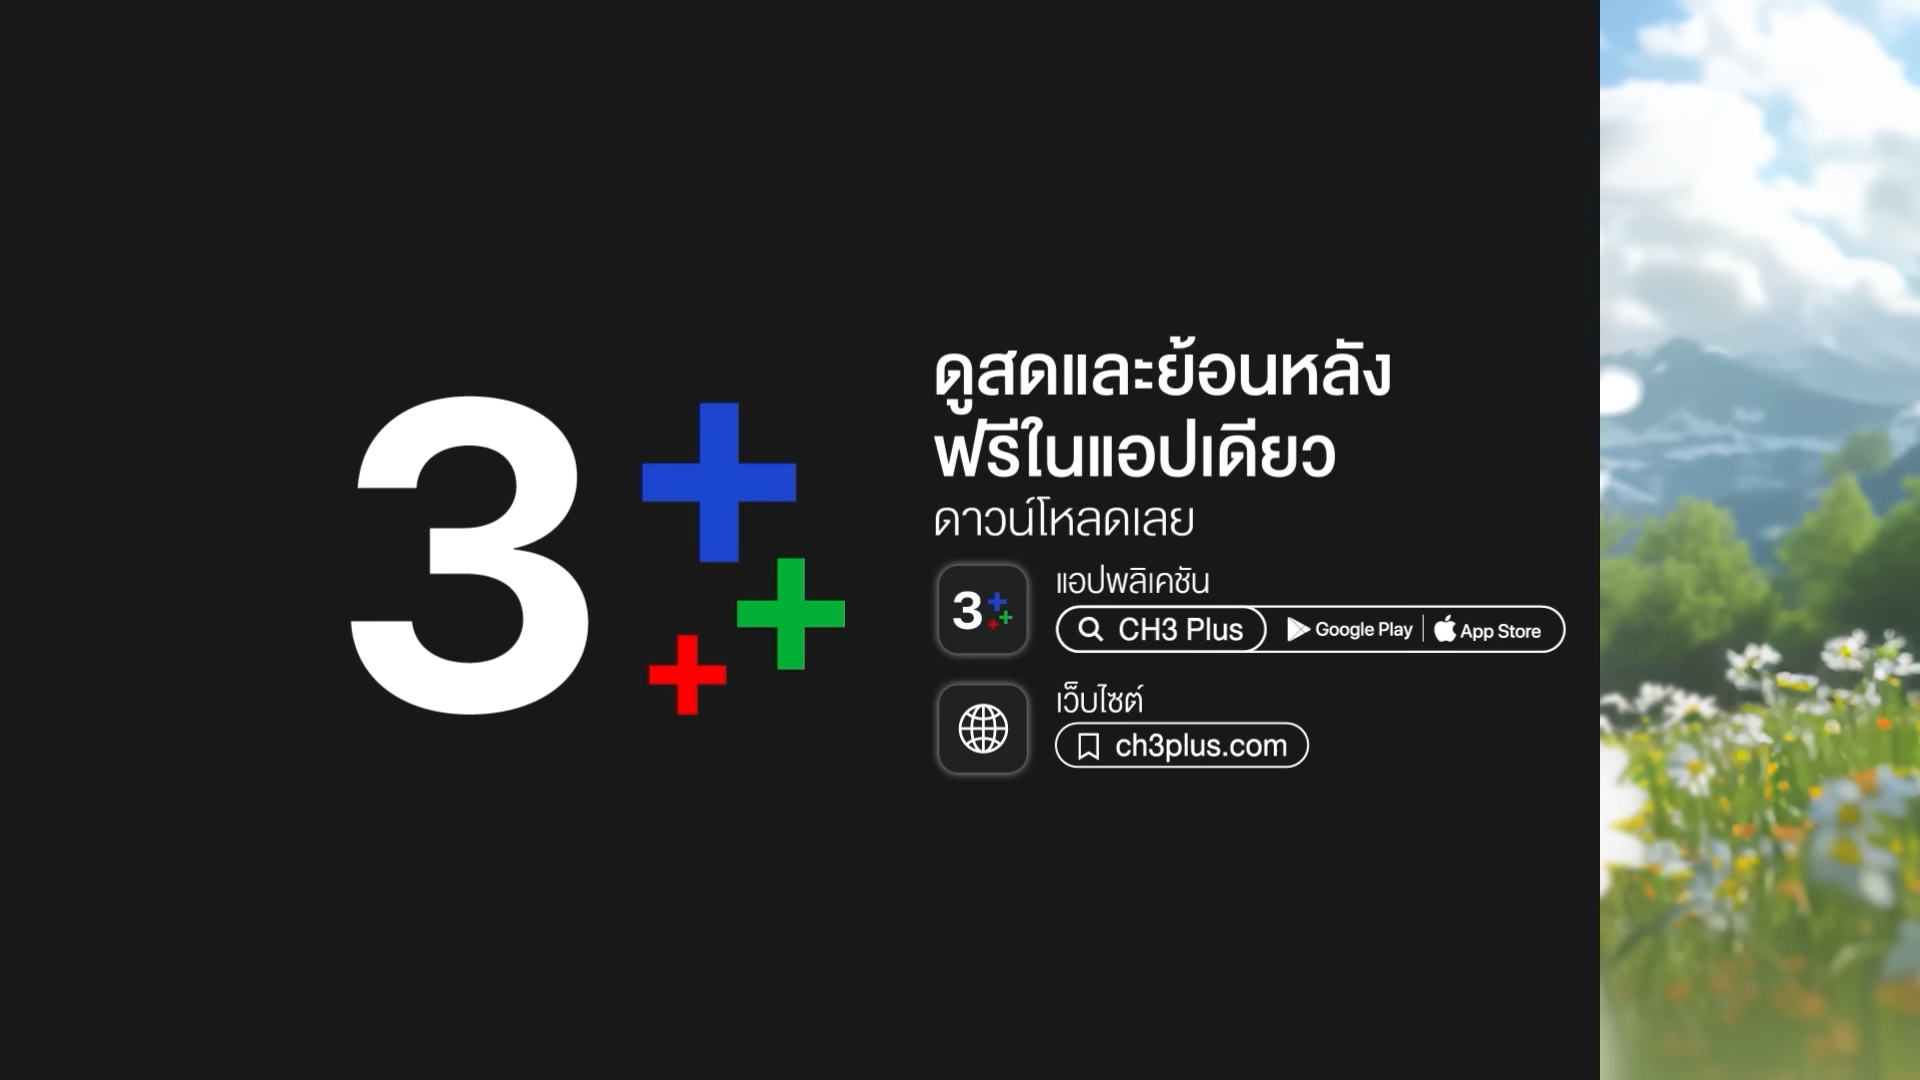 3+++
ดูสดและย้อนหลัง
ฟรีในแอปเดียว
ดาวน์โหลดเลย
3+++
แอปพลิเคชัน
CH3 Plus Google Play App Store
เว็บไซต์
ch3plus.com